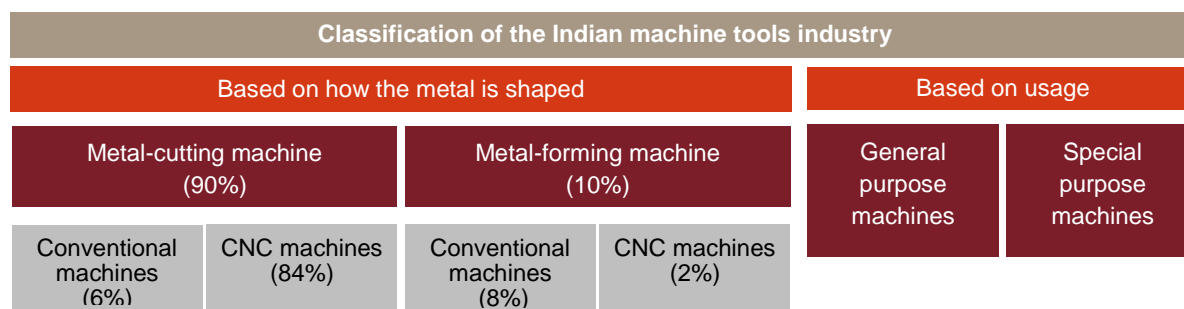 Classification of the Indian machine tools industry
Based on how the metal is shaped
Based on usage
Metal-cutting machine
(90%)
Metal-forming machine
(10%)
General
purpose
machines
Special
purpose
machines
Conventional
machines
(6%)
CNC machines
(84%)
Conventional
machines
(8%)
CNC machines
(2%)